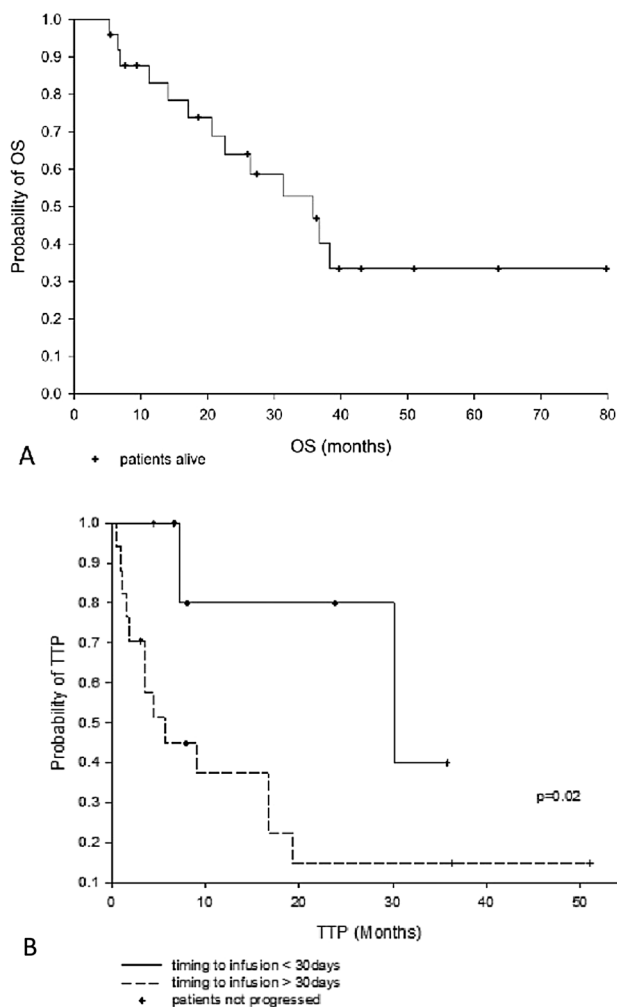 1.0
0.9
0.8
0.7
0.6
0.5
0.4
0.3
0.2
0.1
0.0
Probability of OS
0 10 20 30 40 50 60 70 80
OS (months)
A
patients alive
1.0
0.9
0.8
0.7
0.6
0.5
0.4
0.3
0.2
0.1
Probability of TTP
p=0.02
0 10 20 30 40 50
TTP (Months)
B
timing to infusion < 30days
timing to infusion > 30days
patients not progressed